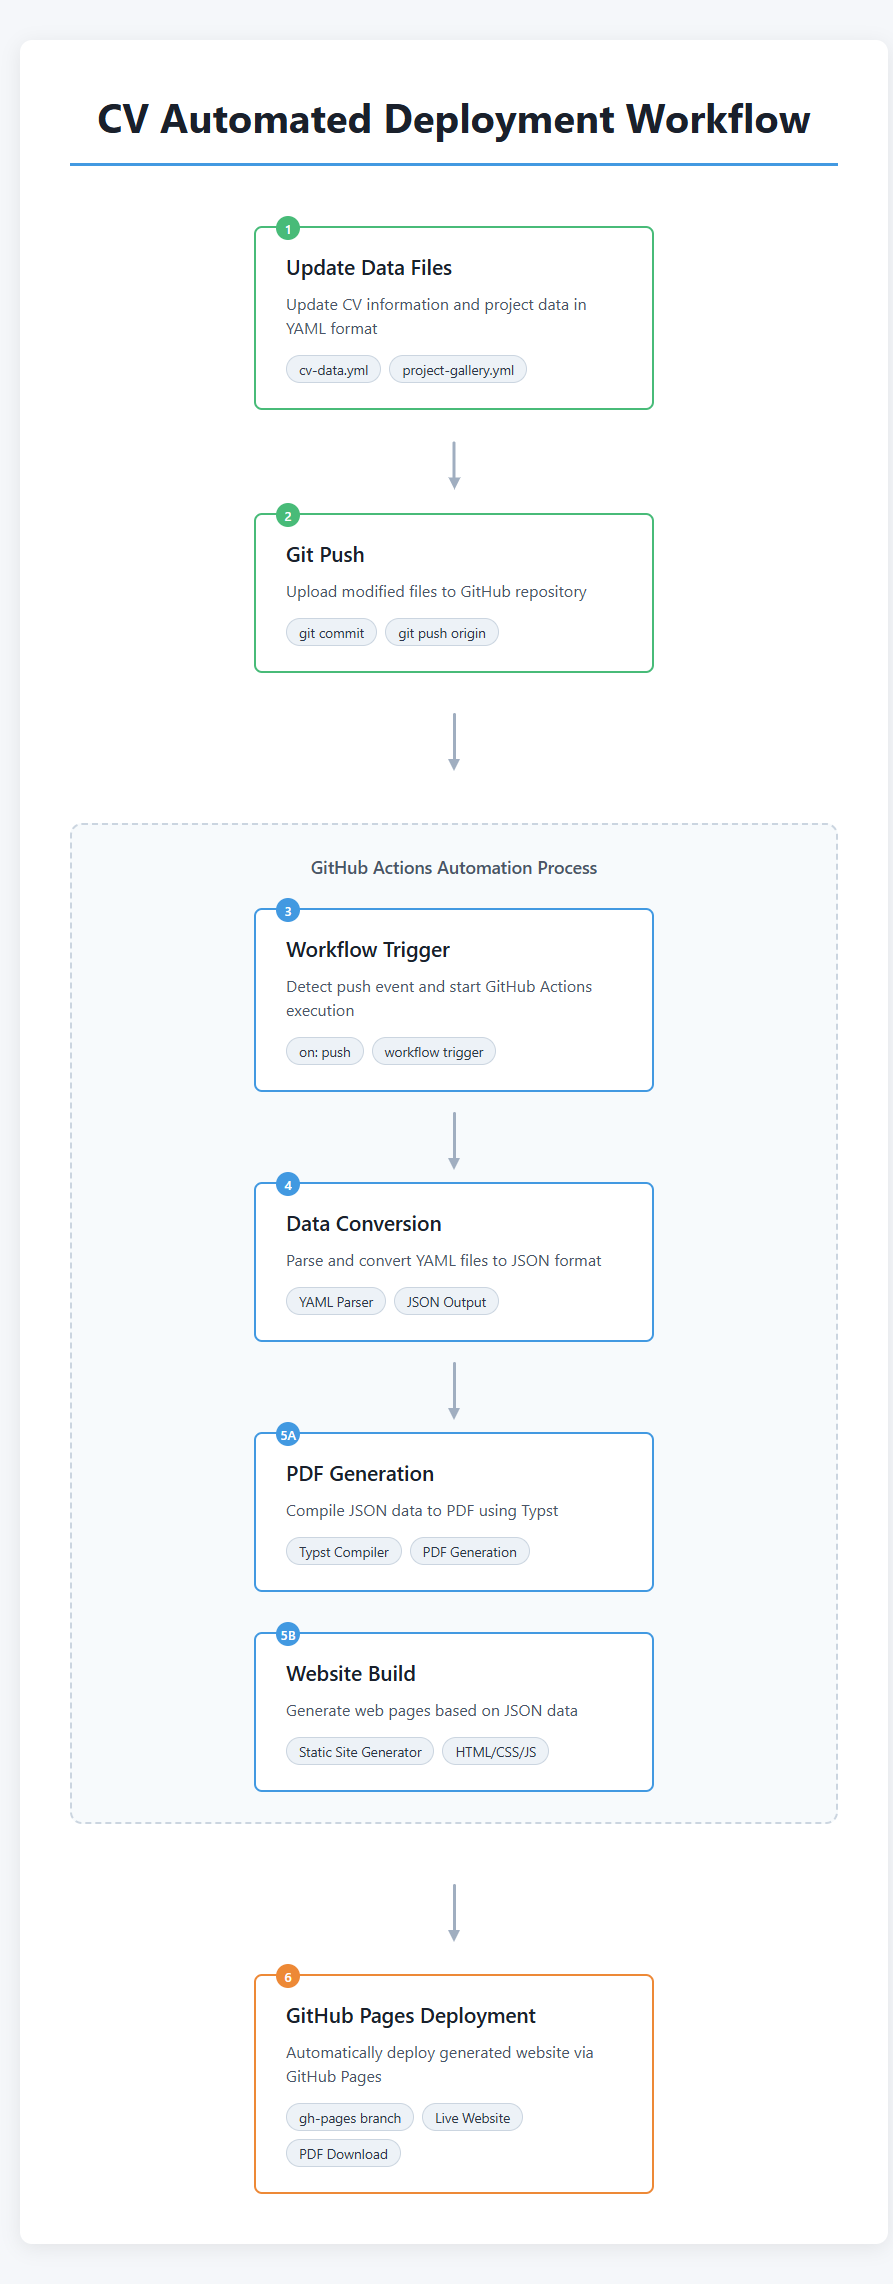 CV Automated Deployment Workflow
1
Update Data Files
Update CV information and project data in
YAML format
cv-data.yml project-gallery.yml
2
Git Push
Upload modified files to GitHub repository
git commit git push origin
GitHub Actions Automation Process
3
Workflow Trigger
Detect push event and start GitHub Actions
execution
on: push workflow trigger
4
Data Conversion
Parse and convert YAML files to JSON format
YAML Parser JSON Output
5A
PDF Generation
Compile JSON data to PDF using Typst
Typst Compiler PDF Generation
5B
Website Build
Generate web pages based on JSON data
Static Site Generator HTML/CSS/JS
6
GitHub Pages Deployment
Automatically deploy generated website via
GitHub Pages
gh-pages branch Live Website
PDF Download